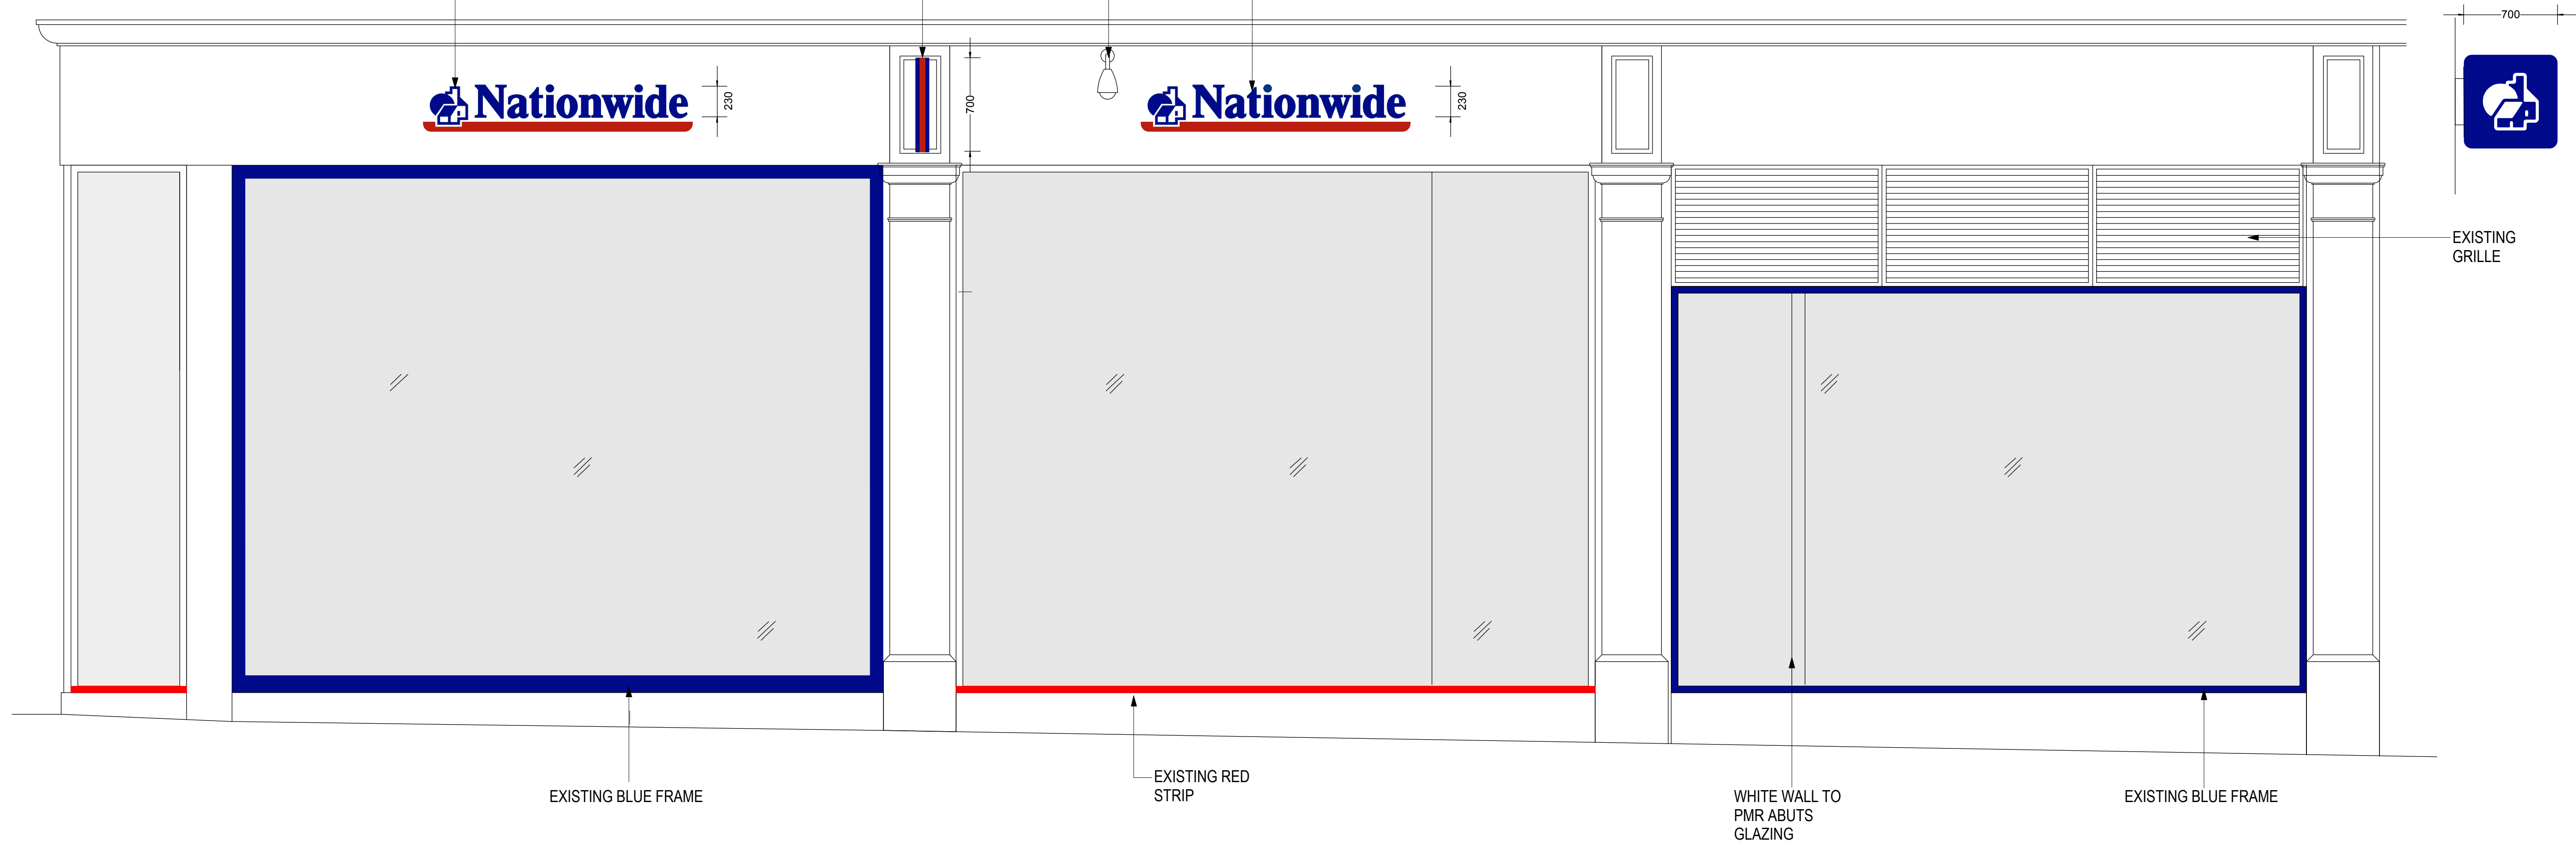 700
Nationwide
230
700
Nationwide
230
EXISTING
GRILLE
EXISTING BLUE FRAME
EXISTING RED
STRIP
WHITE WALL TO
PMR ABUTS
GLAZING
EXISTING BLUE FRAME